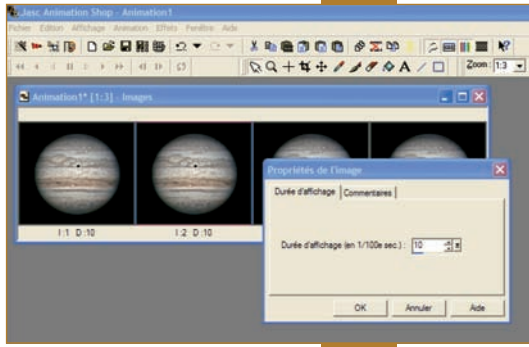 Jasc Animation Shop - Animation1
Fichier Édition Affichage Animation Effets Fenêtre Aide
Zoom : 1:3
Animation1* [1:3] - Images
I:1 D:10
I:2 D:10
Propriétés de l'image
Durée d'affichage Commentaires
Durée d'affichage (en 1/100e sec.) : 10
OK Annuler Aide